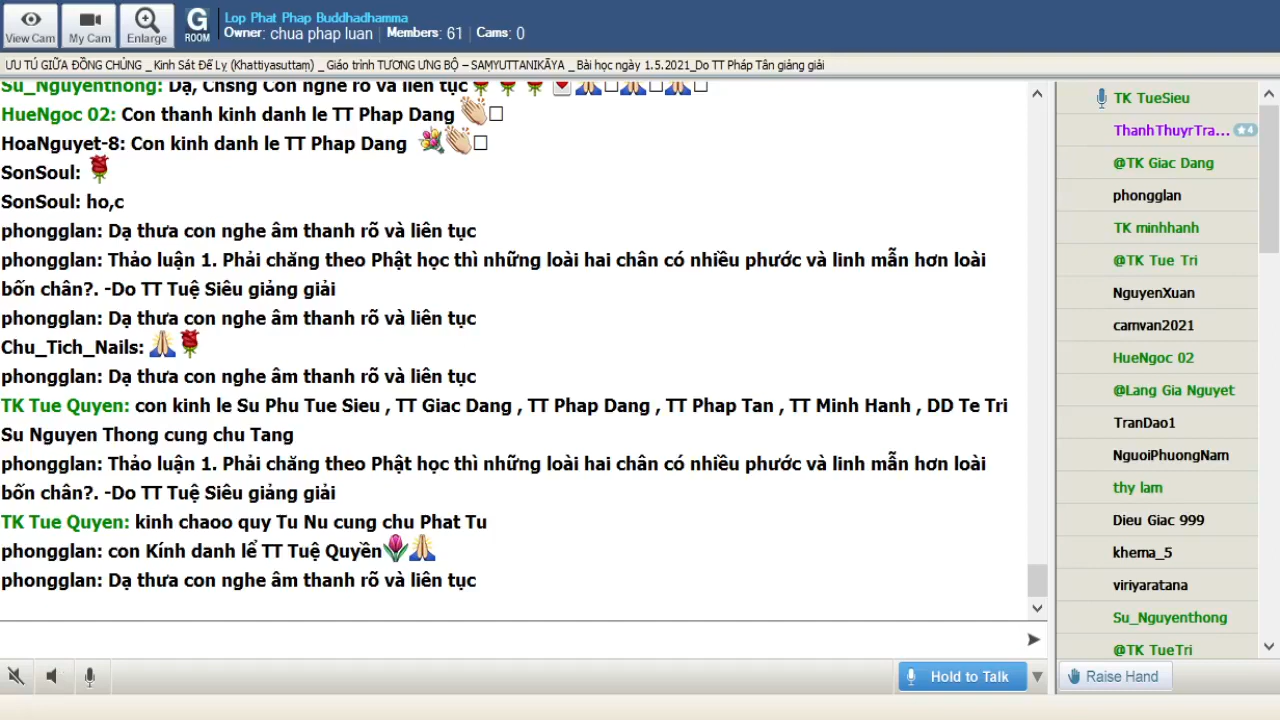 Lop Phat Phap Buddhadhamma
Owner: chua phap luan Members: 61 Cams: 0
View Cam My Cam Enlarge G ROOM
ƯU TÚ GIỮA ĐỒNG CHỦNG _ Kinh Sát Đế Lỵ (Khattiyasuttaṃ) _ Giáo trình TƯƠNG ƯNG BỘ – SAṂYUTTANIKĀYA _ Bài học ngày 1.5.2021_Do TT Pháp Tân giảng giải
Su_Nguyenthong: Dạ, Chsng Con nghe rõ và liên tục
HueNgoc 02: Con thanh kinh danh le TT Phap Dang
HoaNguyet-8: Con kinh danh le TT Phap Dang
SonSoul:
SonSoul: ho,c
phongglan: Dạ thưa con nghe âm thanh rõ và liên tục
phongglan: Thảo luận 1. Phải chăng theo Phật học thì những loài hai chân có nhiều phước và linh mẫn hơn loài
bốn chân?. -Do TT Tuệ Siêu giảng giải
phongglan: Dạ thưa con nghe âm thanh rõ và liên tục
Chu_Tich_Nails:
phongglan: Dạ thưa con nghe âm thanh rõ và liên tục
TK Tue Quyen: con kinh le Su Phu Tue Sieu , TT Giac Dang , TT Phap Dang , TT Phap Tan , TT Minh Hanh , DD Te Tri
Su Nguyen Thong cung chu Tang
phongglan: Thảo luận 1. Phải chăng theo Phật học thì những loài hai chân có nhiều phước và linh mẫn hơn loài
bốn chân?. -Do TT Tuệ Siêu giảng giải
TK Tue Quyen: kinh chaoo quy Tu Nu cung chu Phat Tu
phongglan: con Kính danh lể TT Tuệ Quyền
phongglan: Dạ thưa con nghe âm thanh rõ và liên tục
Hold to Talk
TK TueSieu
ThanhThuyrTra... 4
@TK Giac Dang
phongglan
TK minhhanh
@TK Tue Tri
NguyenXuan
camvan2021
HueNgoc 02
@Lang Gia Nguyet
TranDao1
NguoiPhuongNam
thy lam
Dieu Giac 999
khema_5
viriyaratana
Su_Nguyenthong
@TK TueTri
Raise Hand